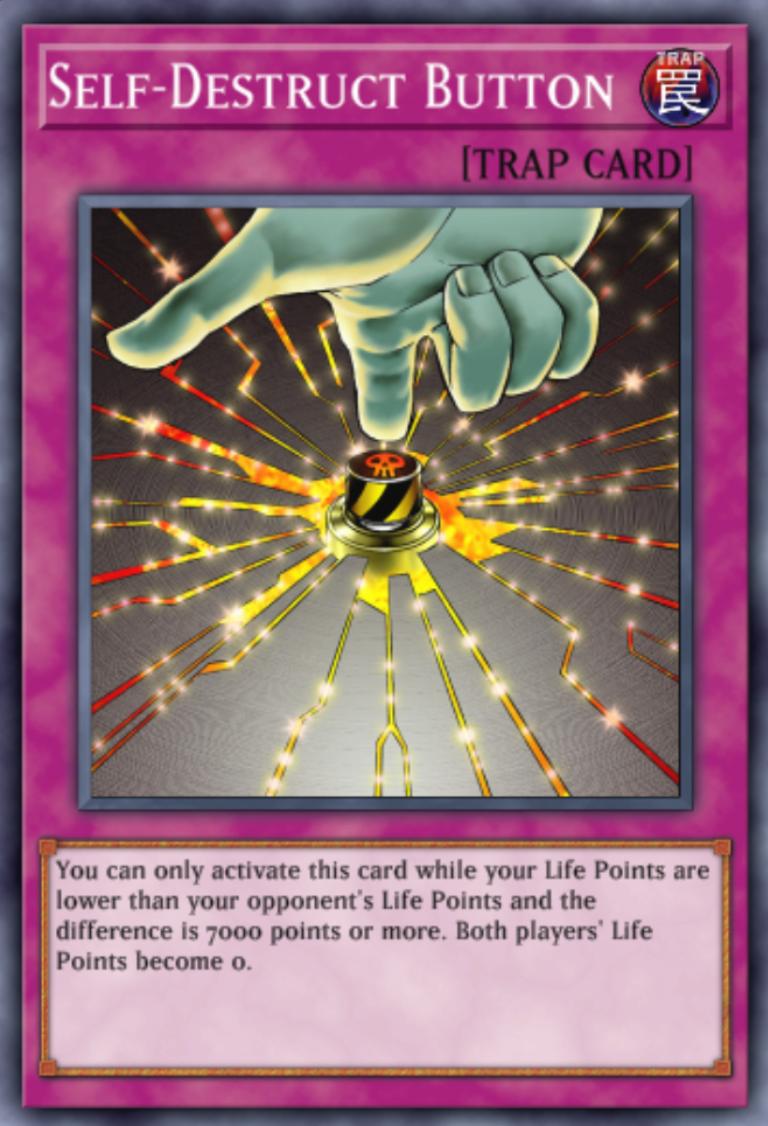 SELF-DESTRUCT BUTTON
TRAP
罠
[TRAP CARD]
You can only activate this card while your Life Points are
lower than your opponent's Life Points and the
difference is 7000 points or more. Both players' Life
Points become 0.